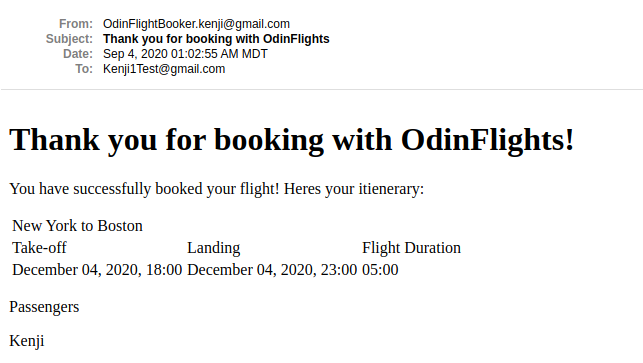 From: OdinFlightBooker.kenji@gmail.com
Subject: Thank you for booking with OdinFlights
Date: Sep 4, 2020 01:02:55 AM MDT
To: Kenji1Test@gmail.com
Thank you for booking with OdinFlights!
You have successfully booked your flight! Heres your itienerary:
New York to Boston
Take-off Landing Flight Duration
December 04, 2020, 18:00 December 04, 2020, 23:00 05:00
Passengers
Kenji